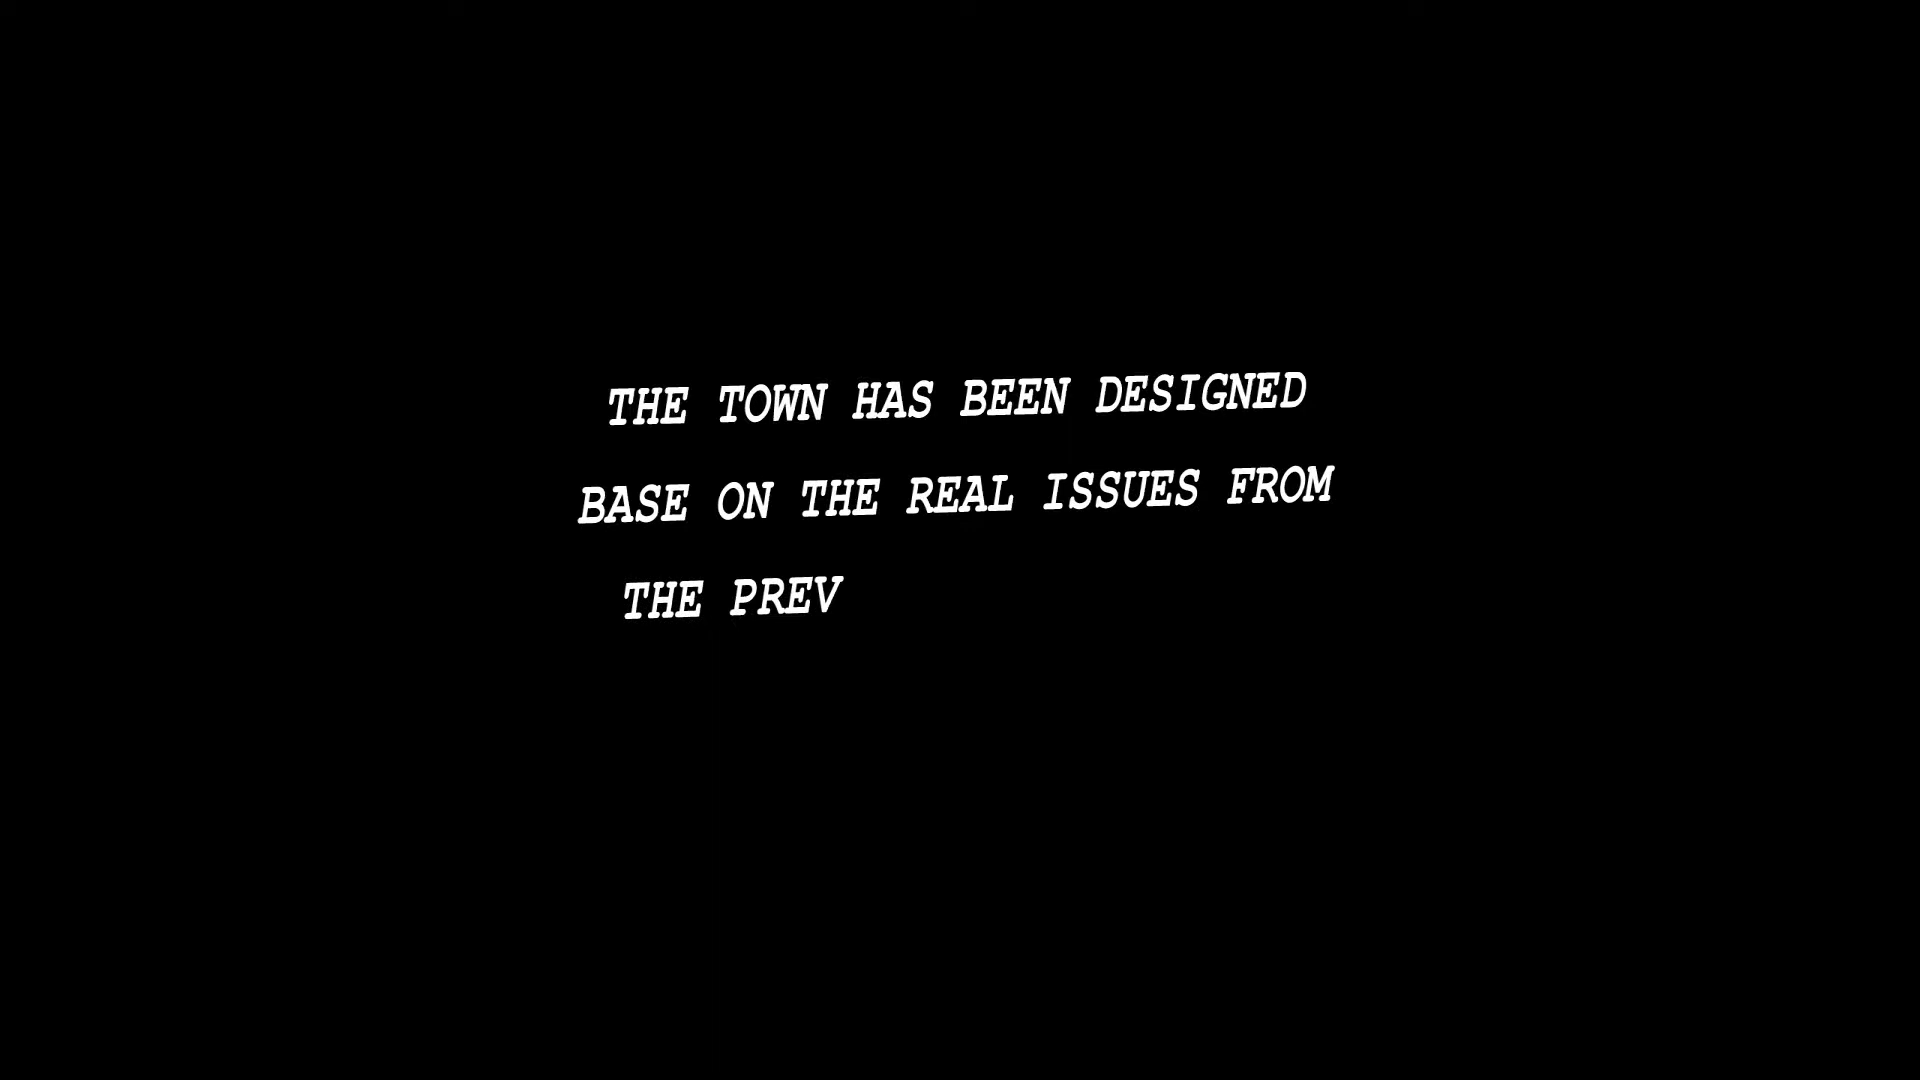 THE TOWN HAS BEEN DESIGNED
BASE ON THE REAL ISSUES FROM
THE PREV